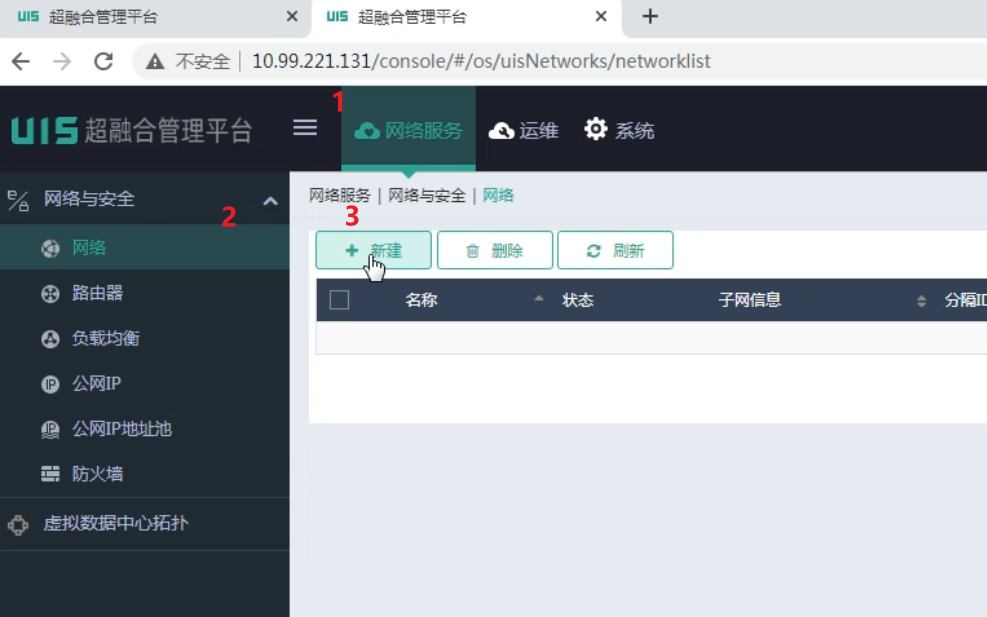 UIS 超融合管理平台
UIS 超融合管理平台
不安全 10.99.221.131/console/#/os/uisNetworks/networklist
UIS 超融合管理平台
1
网络服务
运维
系统
网络与安全
2
网络
路由器
负载均衡
公网IP
公网IP地址池
防火墙
虚拟数据中心拓扑
网络服务 | 网络与安全 | 网络
3
新建
删除
刷新
名称
状态
子网信息
分隔ID